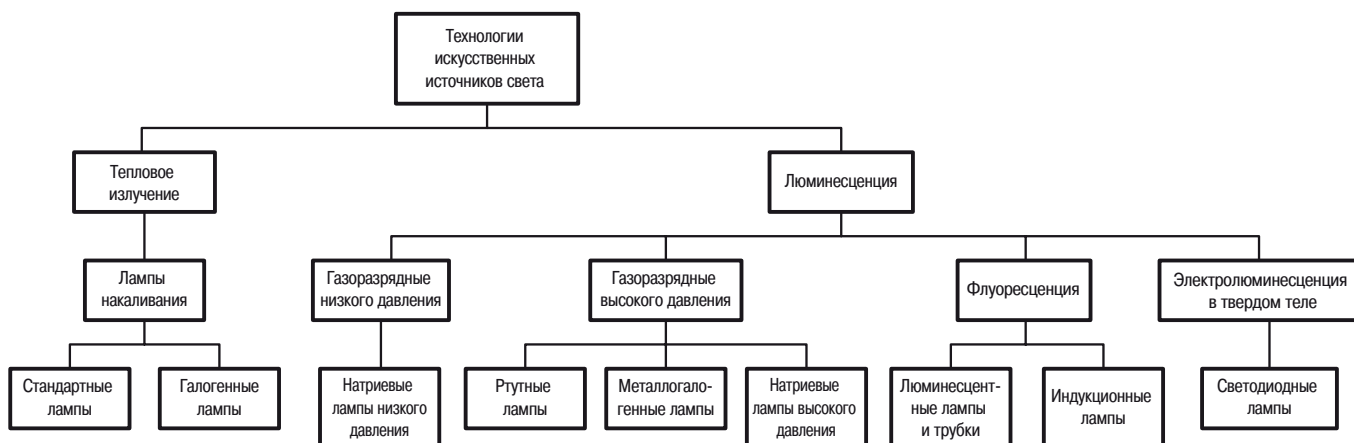 Технологии
искусственных
источников света
Тепловое
излучение
Люминесценция
Лампы
накаливания
Газоразрядные
низкого давления
Газоразрядные
высокого давления
Флуоресценция
Электролюминесценция
в твердом теле
Стандартные
лампы
Галогенные
лампы
Натриевые
лампы низкого
давления
Ртутные
лампы
Металлогало-
генные лампы
Натриевые
лампы высокого
давления
Люминесцент-
ные лампы
и трубки
Индукционные
лампы
Светодиодные
лампы